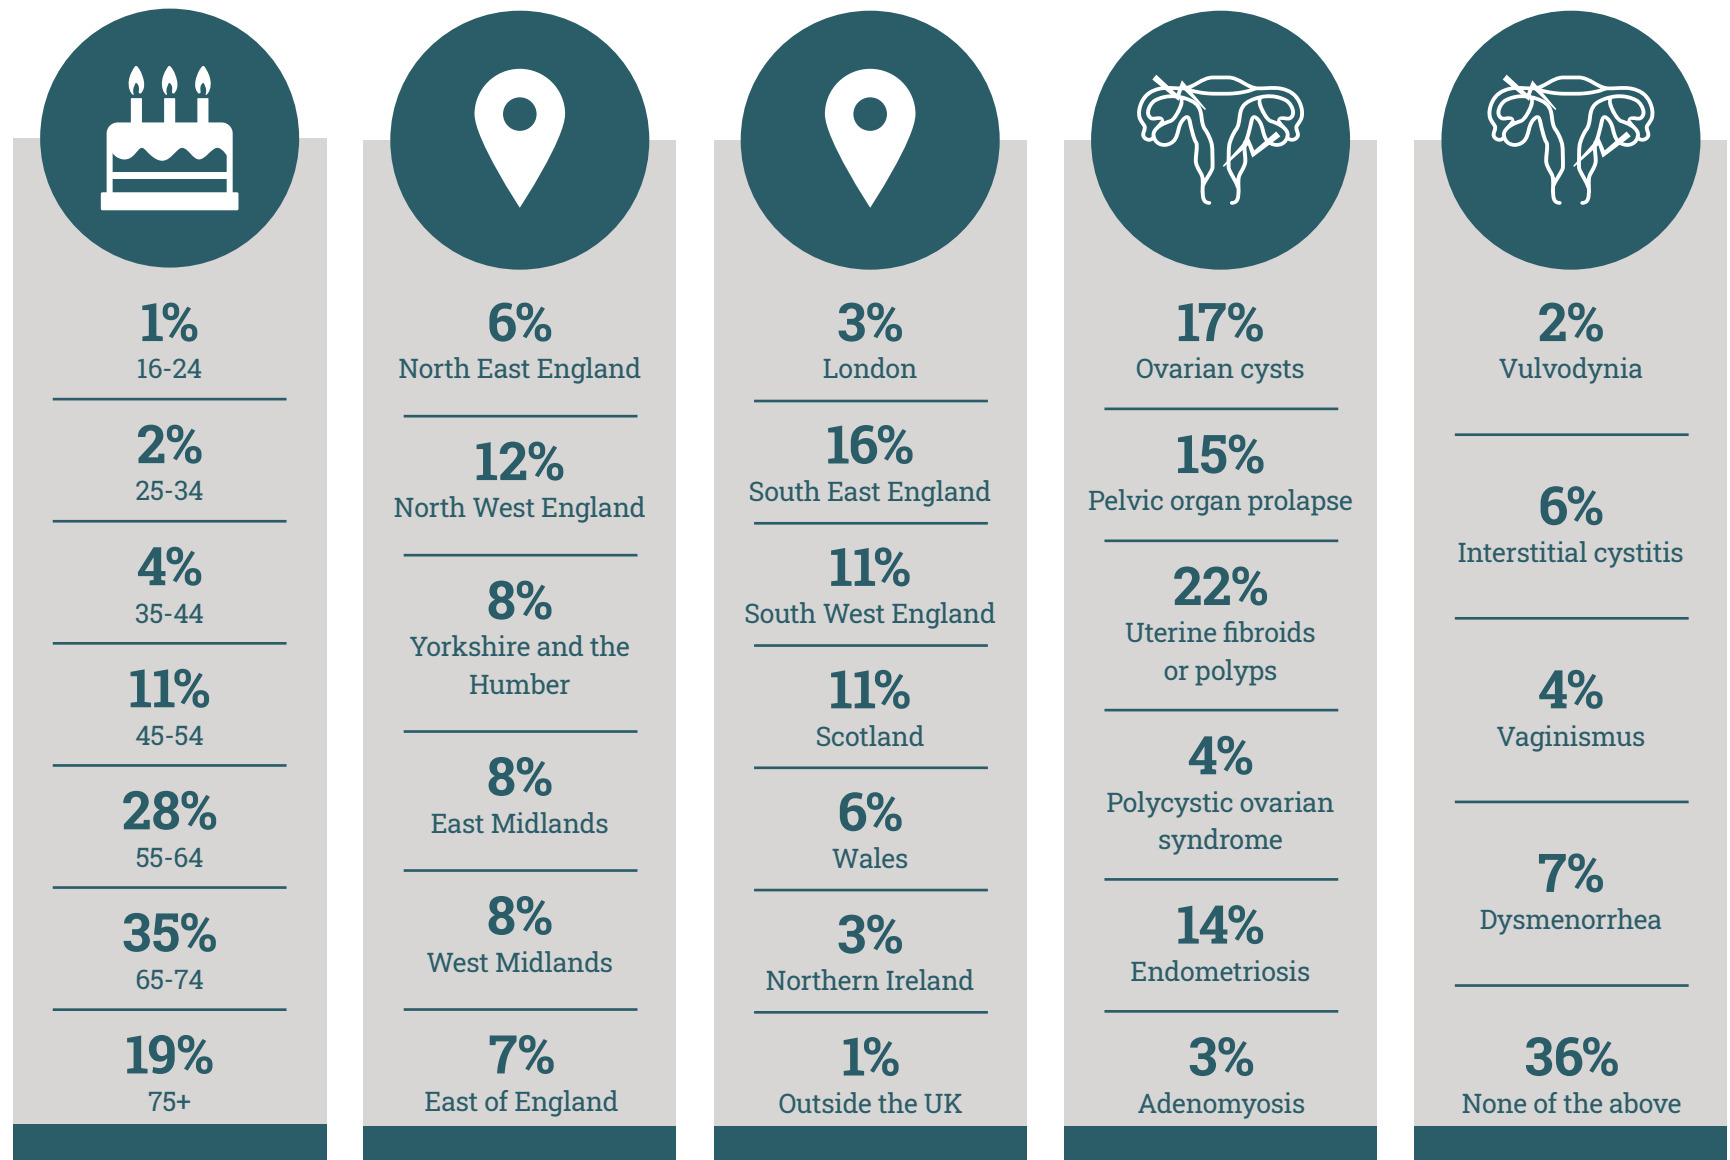 1%
16-24
2%
25-34
4%
35-44
11%
45-54
28%
55-64
35%
65-74
19%
75+
6%
North East England
12%
North West England
8%
Yorkshire and the
Humber
8%
East Midlands
8%
West Midlands
7%
East of England
3%
London
16%
South East England
11%
South West England
11%
Scotland
6%
Wales
3%
Northern Ireland
1%
Outside the UK
17%
Ovarian cysts
15%
Pelvic organ prolapse
22%
Uterine fibroids
or polyps
4%
Polycystic ovarian
syndrome
14%
Endometriosis
3%
Adenomyosis
2%
Vulvodynia
6%
Interstitial cystitis
4%
Vaginismus
7%
Dysmenorrhea
36%
None of the above